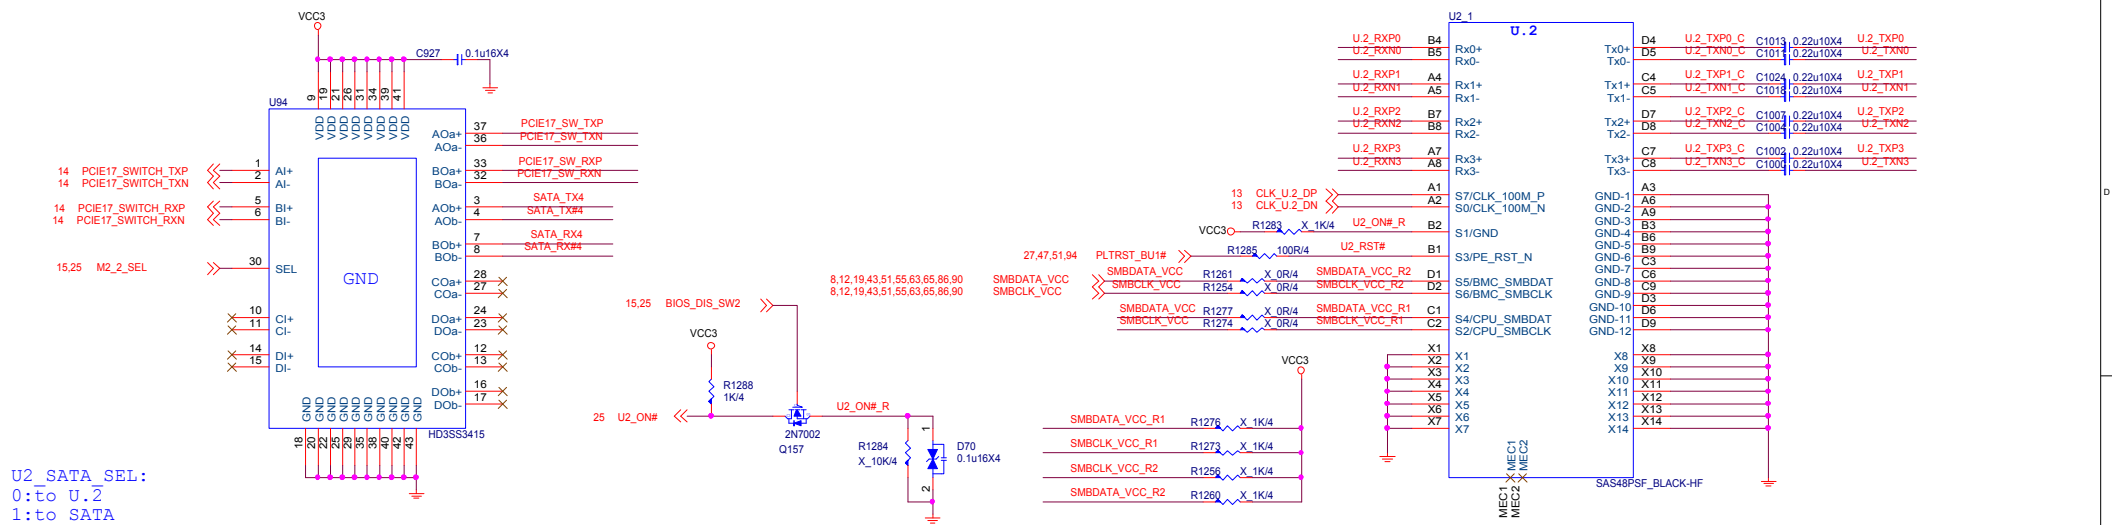 VCC3
C927 0.1u16X4
U94
9 19 21 26 31 34 39 41
VDD VDD VDD VDD VDD VDD VDD VDD
AOa+ 37 PCIE17_SW_TXP
AOa- 36 PCIE17_SW_TXN
BOa+ 33 PCIE17_SW_RXP
BOa- 32 PCIE17_SW_RXN
14 PCIE17_SWITCH_TXP 1 AI+
14 PCIE17_SWITCH_TXN 2 AI-
14 PCIE17_SWITCH_RXP 5 BI+
14 PCIE17_SWITCH_RXN 6 BI-
AOb+ 3 SATA_TX4
AOb- 4 SATA_TX#4
BOb+ 7 SATA_RX4
BOb- 8 SATA_RX#4
15,25 M2_2_SEL 30 SEL
GND
COa+ 28
COa- 27
10 CI+
11 CI-
DOa+ 24
DOa- 23
14 DI+
15 DI-
COb+ 12
COb- 13
DOb+ 16
DOb- 17
GND GND GND GND GND GND GND GND GND GND
18 20 22 25 29 35 38 40 42 43
HD3SS3415
U2_SATA_SEL:
0:to U.2
1:to SATA
15,25 BIOS_DIS_SW2
VCC3
R1288
1K/4
25 U2_ON#
U2_ON#_R
2N7002
Q157
R1284
X_10K/4
1
D70
0.1u16X4
2
U2_1
U.2
U.2_RXP0 B4 Rx0+
U.2_RXN0 B5 Rx0-
U.2_RXP1 A4 Rx1+
U.2_RXN1 A5 Rx1-
U.2_RXP2 B7 Rx2+
U.2_RXN2 B8 Rx2-
U.2_RXP3 A7 Rx3+
U.2_RXN3 A8 Rx3-
13 CLK_U.2_DP A1 S7/CLK_100M_P
13 CLK_U.2_DN A2 S0/CLK_100M_N
VCC3 R1283 X_1K/4 U2_ON#_R B2 S1/GND
27,47,51,94 PLTRST_BU1# R1285 100R/4 U2_RST# B1 S3/PE_RST_N
8,12,19,43,51,55,63,65,86,90 SMBDATA_VCC SMBDATA_VCC R1261 X_0R/4 SMBDATA_VCC_R2 D1 S5/BMC_SMBDAT
8,12,19,43,51,55,63,65,86,90 SMBCLK_VCC SMBCLK_VCC R1254 X_0R/4 SMBCLK_VCC_R2 D2 S6/BMC_SMBCLK
SMBDATA_VCC R1277 X_0R/4 SMBDATA_VCC_R1 C1 S4/CPU_SMBDAT
SMBCLK_VCC R1274 X_0R/4 SMBCLK_VCC_R1 C2 S2/CPU_SMBCLK
X1 X1
X2 X2
X3 X3
X4 X4
X5 X5
X6 X6
X7 X7
VCC3
SMBDATA_VCC_R1 R1276 X_1K/4
SMBCLK_VCC_R1 R1273 X_1K/4
SMBCLK_VCC_R2 R1256 X_1K/4
SMBDATA_VCC_R2 R1260 X_1K/4
Tx0+ D4 U.2_TXP0_C C1013 0.22u10X4 U.2_TXP0
Tx0- D5 U.2_TXN0_C C1011 0.22u10X4 U.2_TXN0
Tx1+ C4 U.2_TXP1_C C1024 0.22u10X4 U.2_TXP1
Tx1- C5 U.2_TXN1_C C1018 0.22u10X4 U.2_TXN1
Tx2+ D7 U.2_TXP2_C C1007 0.22u10X4 U.2_TXP2
Tx2- D8 U.2_TXN2_C C1004 0.22u10X4 U.2_TXN2
Tx3+ C7 U.2_TXP3_C C1002 0.22u10X4 U.2_TXP3
Tx3- C8 U.2_TXN3_C C1000 0.22u10X4 U.2_TXN3
GND-1 A3
GND-2 A6
GND-3 A9
GND-4 B3
GND-5 B6
GND-6 B9
GND-7 C3
GND-8 C6
GND-9 C9
GND-10 D3
GND-11 D6
GND-12 D9
X8 X8
X9 X9
X10 X10
X11 X11
X12 X12
X13 X13
X14 X14
MEC1 MEC2
MEC1 MEC2
SAS48PSF_BLACK-HF
D